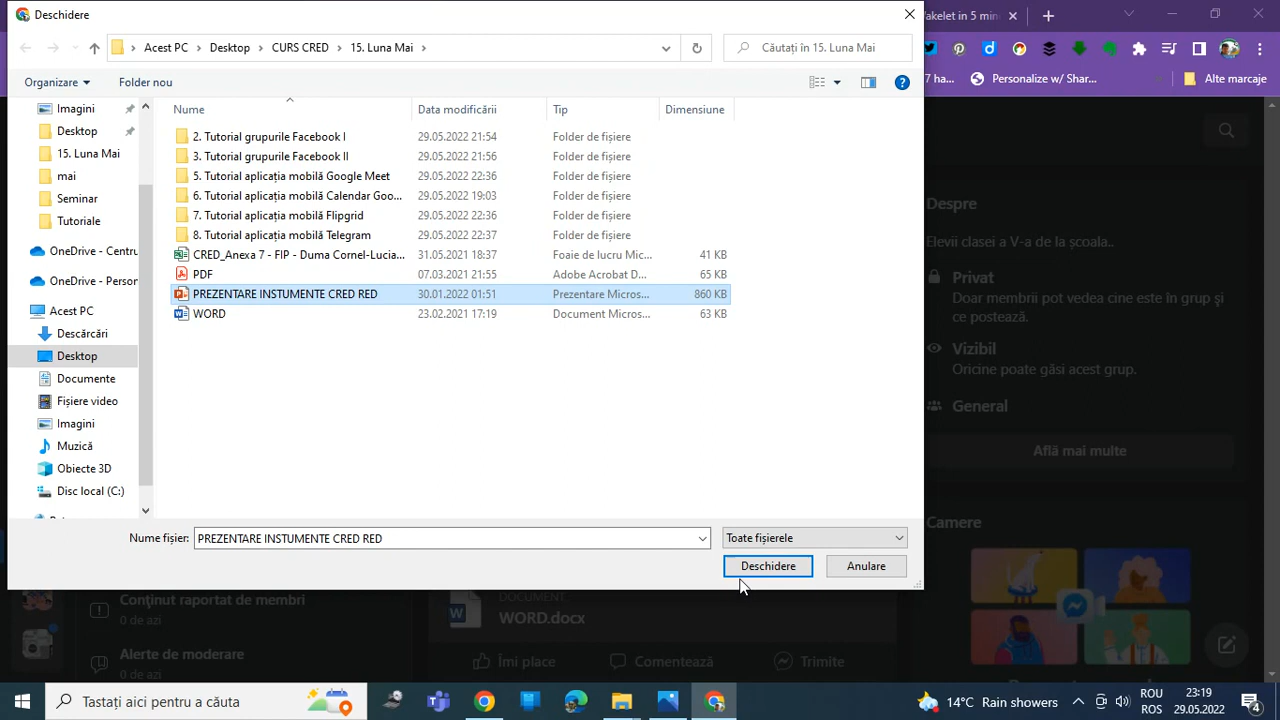 Deschidere
Acest PC > Desktop > CURS CRED > 15. Luna Mai >
Căutați în 15. Luna Mai
Wakelet in 5 min
Organizare
Folder nou
Personalize w/ Shar...
Alte marcaje
Nume
Data modificării
Tip
Dimensiune
Imagini
Desktop
15. Luna Mai
mai
Seminar
Tutoriale
OneDrive - Centru
OneDrive - Person
Acest PC
Descărcări
Desktop
Documente
Fișiere video
Imagini
Muzică
Obiecte 3D
Disc local (C:)
2. Tutorial grupurile Facebook I 29.05.2022 21:54 Folder de fișiere
3. Tutorial grupurile Facebook II 29.05.2022 21:56 Folder de fișiere
5. Tutorial aplicația mobilă Google Meet 29.05.2022 22:36 Folder de fișiere
6. Tutorial aplicația mobilă Calendar Goo... 29.05.2022 19:03 Folder de fișiere
7. Tutorial aplicația mobilă Flipgrid 29.05.2022 22:36 Folder de fișiere
8. Tutorial aplicația mobilă Telegram 29.05.2022 22:37 Folder de fișiere
CRED_Anexa 7 - FIP - Duma Cornel-Lucia... 31.05.2021 18:37 Foaie de lucru Mic... 41 KB
PDF 07.03.2021 21:55 Adobe Acrobat D... 65 KB
PREZENTARE INSTUMENTE CRED RED 30.01.2022 01:51 Prezentare Micros... 860 KB
WORD 23.02.2021 17:19 Document Micros... 63 KB
Nume fișier: PREZENTARE INSTUMENTE CRED RED
Toate fișierele
Deschidere
Anulare
Despre
Elevii clasei a V-a de la școala..
Privat
Doar membrii pot vedea cine este în grup și
ce postează.
Vizibil
Oricine poate găsi acest grup.
General
Află mai multe
Camere
Conţinut raportat de membri
0 de azi
Alerte de moderare
0 de azi
DOCUMENT
WORD.docx
Îmi place
Comentează
Trimite
Tastați aici pentru a căuta
14°C Rain showers
ROU
ROS
23:19
29.05.2022
4